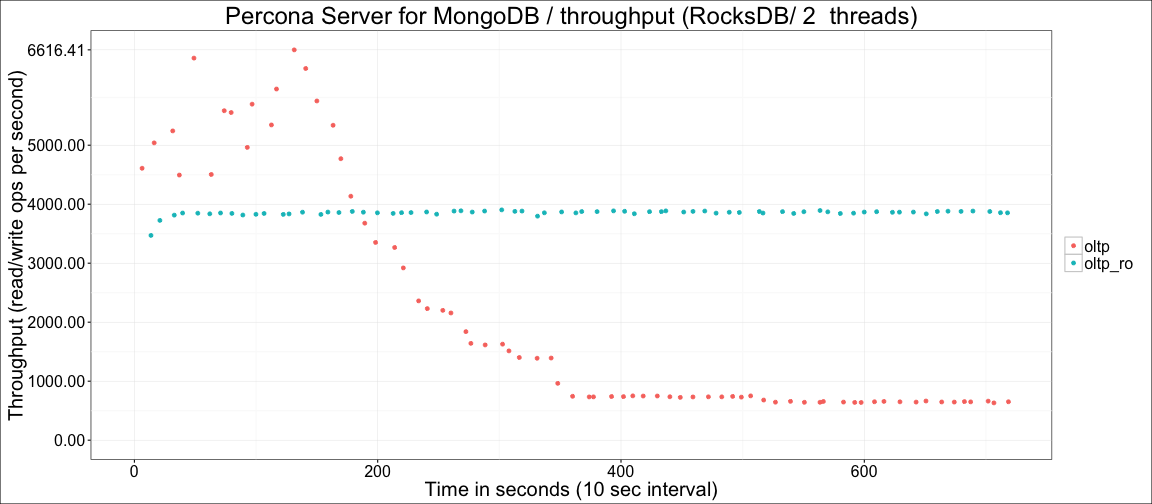 Percona Server for MongoDB / throughput (RocksDB/ 2  threads)
Throughput (read/write ops per second)
6616.41
5000.00
4000.00
3000.00
2000.00
1000.00
0.00
oltp
oltp_ro
0 200 400 600
Time in seconds (10 sec interval)